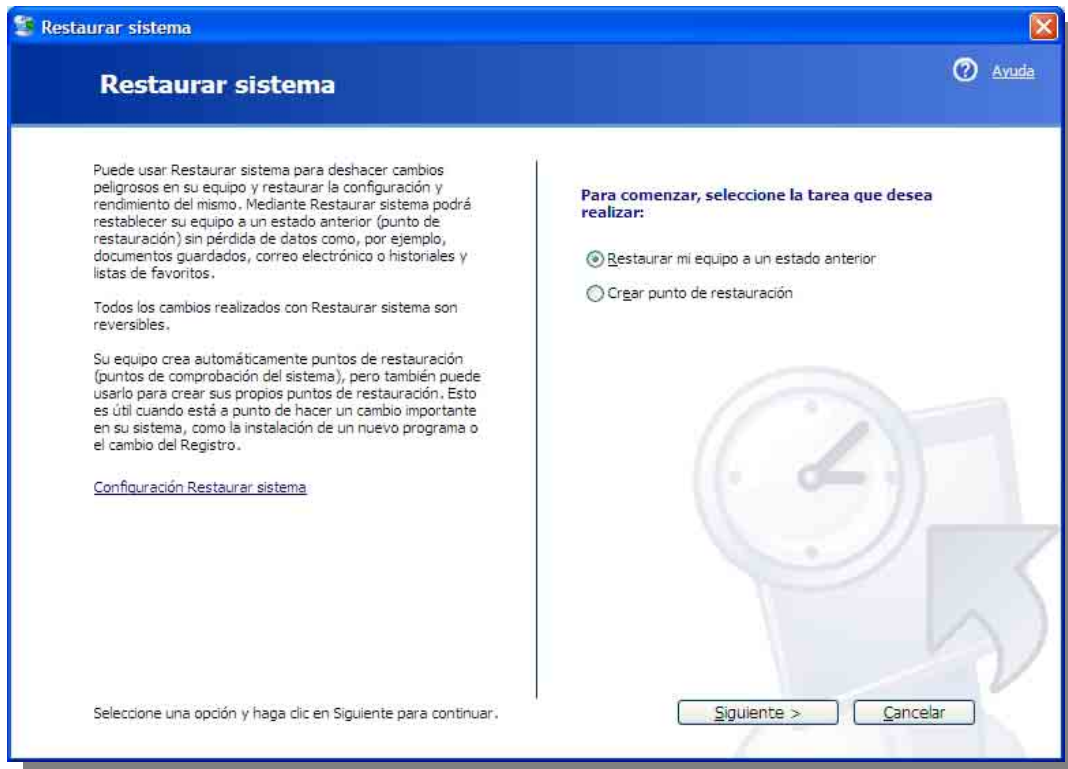 Restaurar sistema
Restaurar sistema
Ayuda
Puede usar Restaurar sistema para deshacer cambios
peligrosos en su equipo y restaurar la configuración y
rendimiento del mismo. Mediante Restaurar sistema podrá
restablecer su equipo a un estado anterior (punto de
restauración) sin pérdida de datos como, por ejemplo,
documentos guardados, correo electrónico o historiales y
listas de favoritos.
Todos los cambios realizados con Restaurar sistema son
reversibles.
Su equipo crea automáticamente puntos de restauración
(puntos de comprobación del sistema), pero también puede
usarlo para crear sus propios puntos de restauración. Esto
es útil cuando está a punto de hacer un cambio importante
en su sistema, como la instalación de un nuevo programa o
el cambio del Registro.
Configuración Restaurar sistema
Para comenzar, seleccione la tarea que desea
realizar:
Restaurar mi equipo a un estado anterior
Crear punto de restauración
Seleccione una opción y haga clic en Siguiente para continuar.
Siguiente >
Cancelar